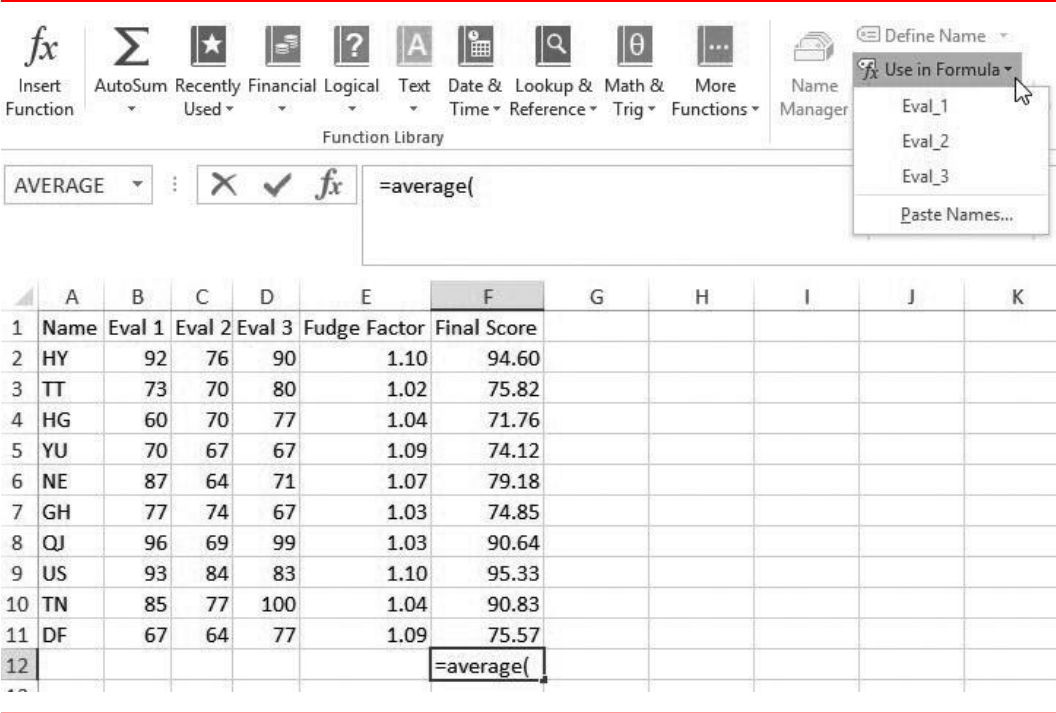 fx AutoSum Recently Used Financial Logical Text Date & Time Lookup & Reference Math & Trig More Functions Name Manager
Insert Function
Function Library
Define Name
fx Use in Formula
Eval_1
Eval_2
Eval_3
Paste Names...
AVERAGE fx =average(
A B C D E F G H I J K
1 Name Eval 1 Eval 2 Eval 3 Fudge Factor Final Score
2 HY 92 76 90 1.10 94.60
3 TT 73 70 80 1.02 75.82
4 HG 60 70 77 1.04 71.76
5 YU 70 67 67 1.09 74.12
6 NE 87 64 71 1.07 79.18
7 GH 77 74 67 1.03 74.85
8 QJ 96 69 99 1.03 90.64
9 US 93 84 83 1.10 95.33
10 TN 85 77 100 1.04 90.83
11 DF 67 64 77 1.09 75.57
12 =average(